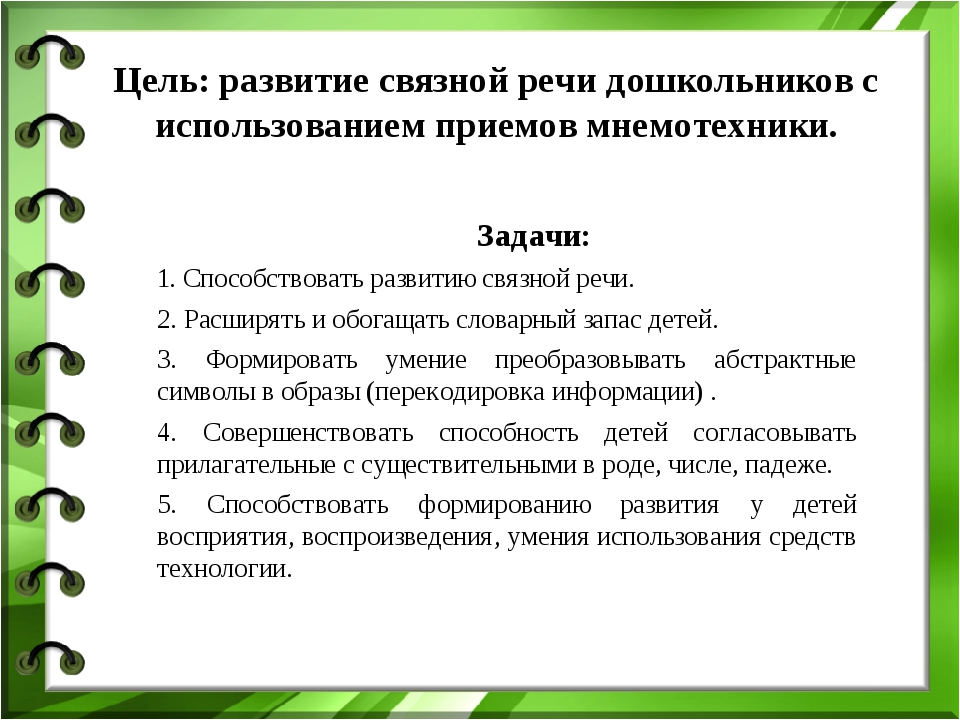 Цель: развитие связной речи дошкольников с
использованием приемов мнемотехники.
Задачи:
1. Способствовать развитию связной речи.
2. Расширять и обогащать словарный запас детей.
3. Формировать умение преобразовывать абстрактные
символы в образы (перекодировка информации) .
4. Совершенствовать способность детей согласовывать
прилагательные с существительными в роде, числе, падеже.
5. Способствовать формированию развития у детей
восприятия, воспроизведения, умения использования средств
технологии.